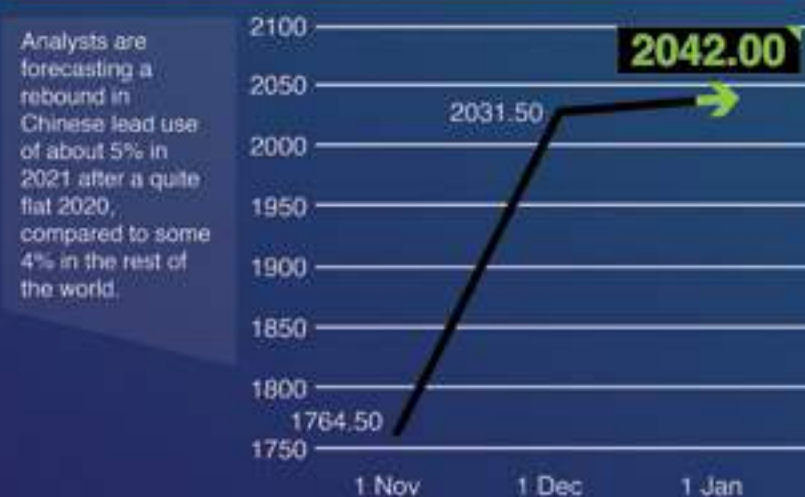 Analysts are
forecasting a
rebound in
Chinese lead use
of about 5% in
2021 after a quite
flat 2020,
compared to some
4% in the rest of
the world.
2100
2042.00
2050
2031.50
2000
1950
1900
1850
1800
1764.50
1750
1 Nov 1 Dec 1 Jan